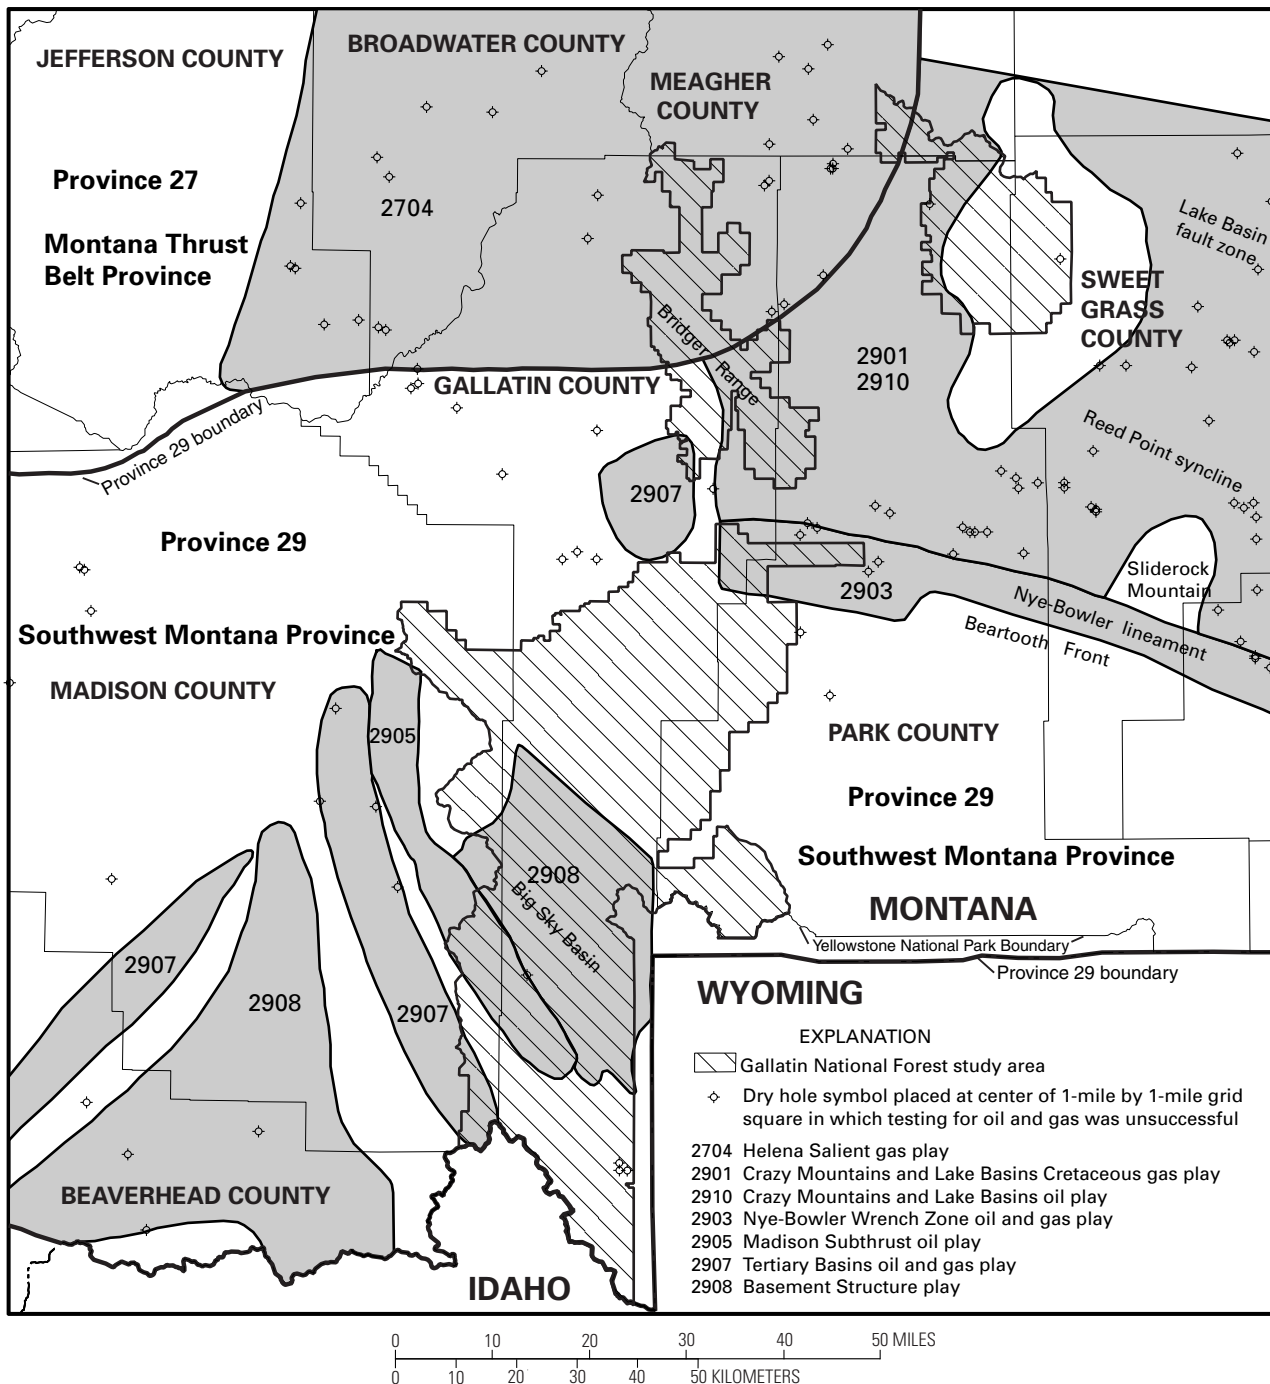 JEFFERSON COUNTY
BROADWATER COUNTY
MEAGHER
COUNTY
Province 27
2704
Montana Thrust
Belt Province
Lake Basin
fault zone
SWEET
GRASS
COUNTY
Bridger Range
2901
2910
GALLATIN COUNTY
Province 29 boundary
Reed Point syncline
2907
Province 29
Sliderock
Mountain
2903
Nye-Bowler lineament
Beartooth Front
Southwest Montana Province
MADISON COUNTY
2905
PARK COUNTY
Province 29
Southwest Montana Province
2908
Big Sky Basin
MONTANA
Yellowstone National Park Boundary
Province 29 boundary
2907
2908
2907
WYOMING
BEAVERHEAD COUNTY
IDAHO
EXPLANATION
Gallatin National Forest study area
Dry hole symbol placed at center of 1-mile by 1-mile grid
square in which testing for oil and gas was unsuccessful
2704 Helena Salient gas play
2901 Crazy Mountains and Lake Basins Cretaceous gas play
2910 Crazy Mountains and Lake Basins oil play
2903 Nye-Bowler Wrench Zone oil and gas play
2905 Madison Subthrust oil play
2907 Tertiary Basins oil and gas play
2908 Basement Structure play
0 10 20 30 40 50 MILES
0 10 20 30 40 50 KILOMETERS